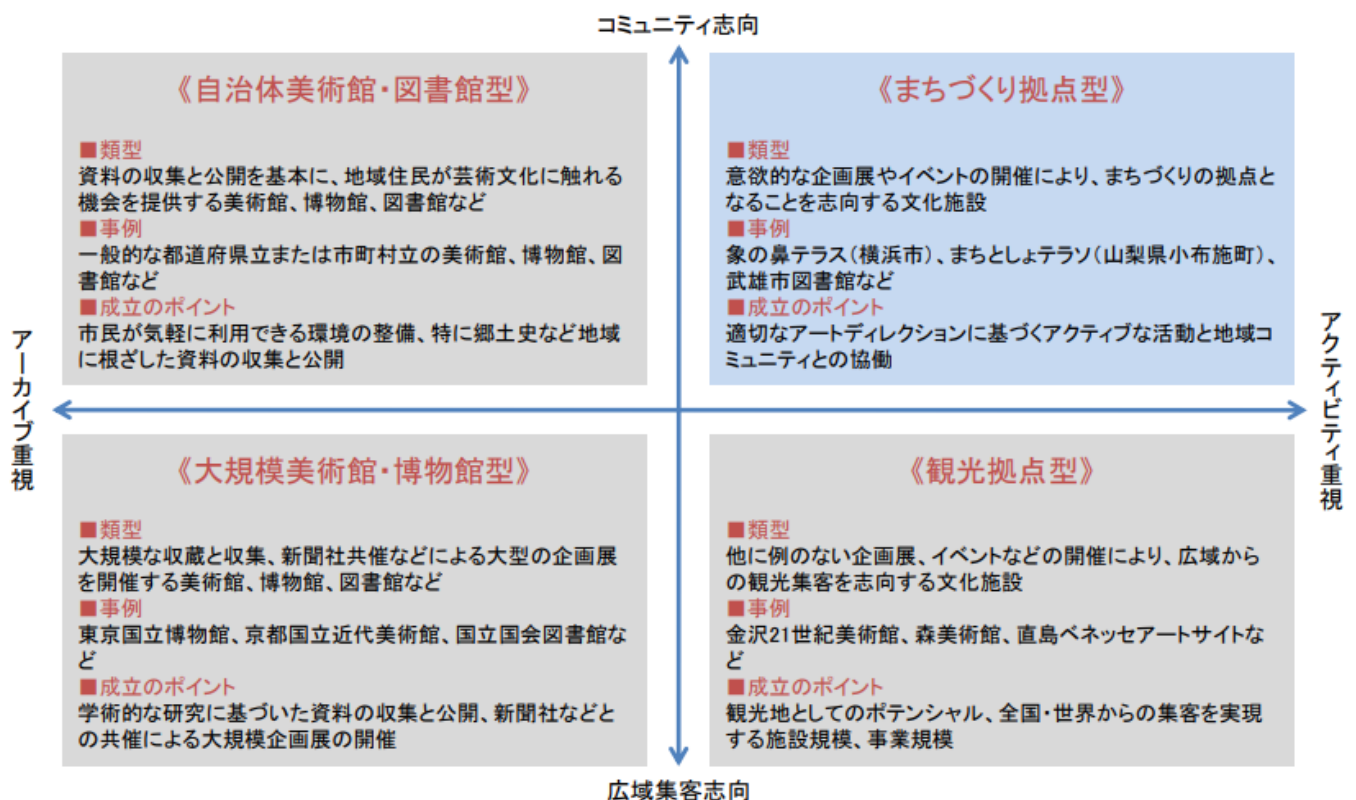 コミュニティ志向
《自治体美術館・図書館型》
■類型
資料の収集と公開を基本に、地域住民が芸術文化に触れる
機会を提供する美術館、博物館、図書館など
■事例
一般的な都道府県立または市町村立の美術館、博物館、図
書館など
■成立のポイント
市民が気軽に利用できる環境の整備、特に郷土史など地域
に根ざした資料の収集と公開
《まちづくり拠点型》
■類型
意欲的な企画展やイベントの開催により、まちづくりの拠点と
なることを志向する文化施設
■事例
象の鼻テラス(横浜市)、まちとしょテラソ(山梨県小布施町)、
武雄市図書館など
■成立のポイント
適切なアートディレクションに基づくアクティブな活動と地域コ
ミュニティとの協働
アーカイブ重視
アクティビティ重視
《大規模美術館・博物館型》
■類型
大規模な収蔵と収集、新聞社共催などによる大型の企画展
を開催する美術館、博物館、図書館など
■事例
東京国立博物館、京都国立近代美術館、国立国会図書館な
ど
■成立のポイント
学術的な研究に基づいた資料の収集と公開、新聞社などと
の共催による大規模企画展の開催
《観光拠点型》
■類型
他に例のない企画展、イベントなどの開催により、広域から
の観光集客を志向する文化施設
■事例
金沢21世紀美術館、森美術館、直島ベネッセアートサイトな
ど
■成立のポイント
観光地としてのポテンシャル、全国・世界からの集客を実現
する施設規模、事業規模
広域集客志向